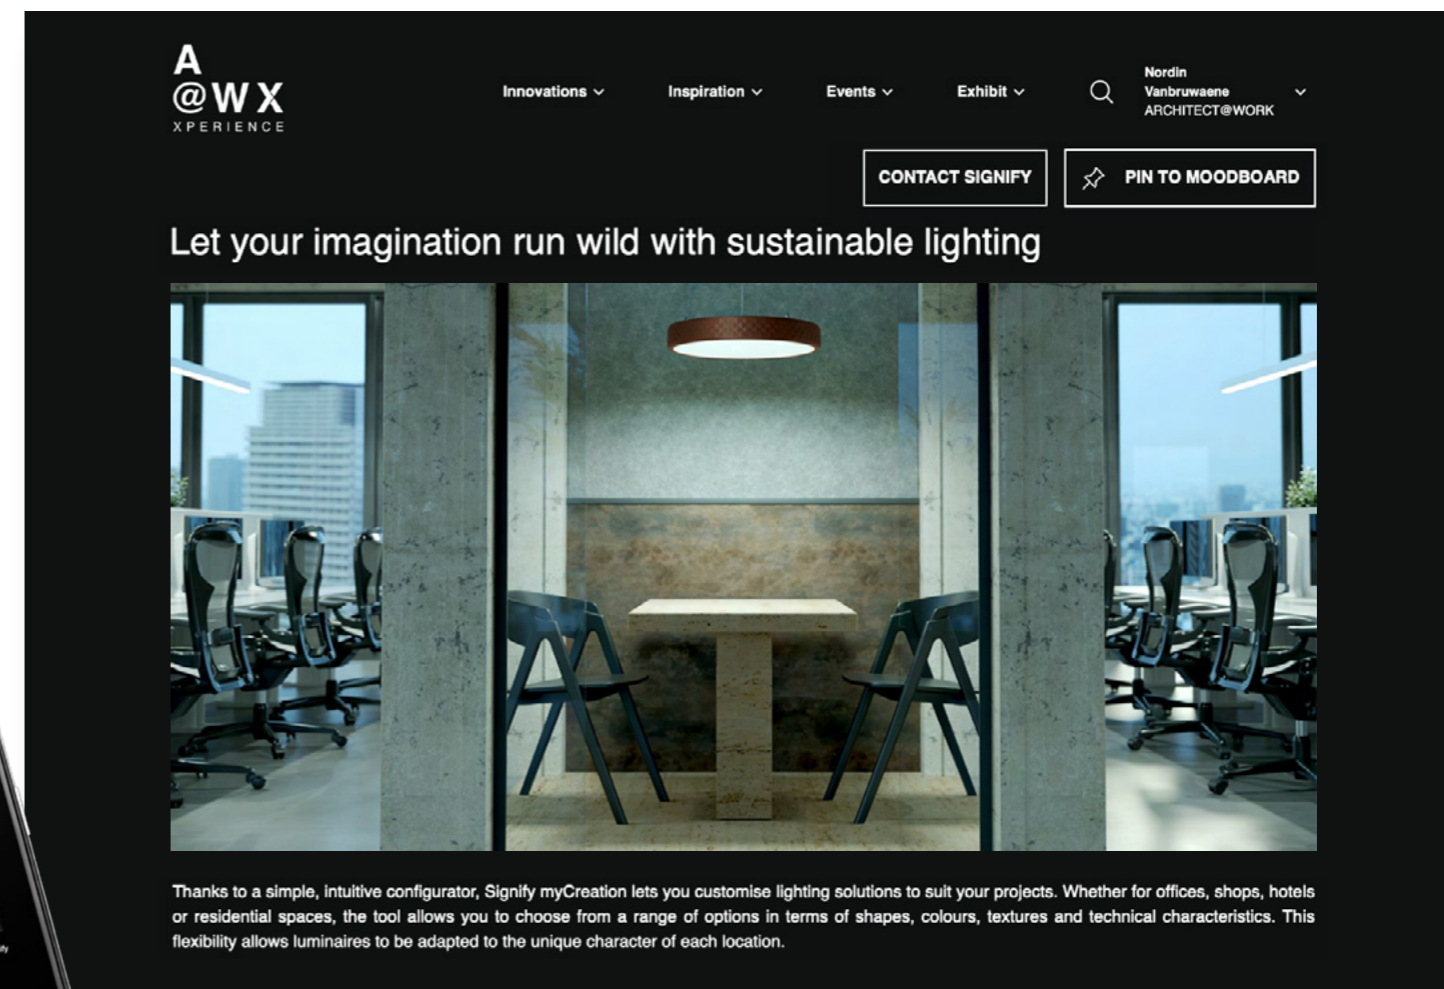 A
@WX
XPERIENCE
Innovations
Inspiration
Events
Exhibit
Nordin
Vanbruwaene
ARCHITECT@WORK
CONTACT SIGNIFY
PIN TO MOODBOARD
Let your imagination run wild with sustainable lighting
Thanks to a simple, intuitive configurator, Signify myCreation lets you customise lighting solutions to suit your projects. Whether for offices, shops, hotels
or residential spaces, the tool allows you to choose from a range of options in terms of shapes, colours, textures and technical characteristics. This
flexibility allows luminaires to be adapted to the unique character of each location.